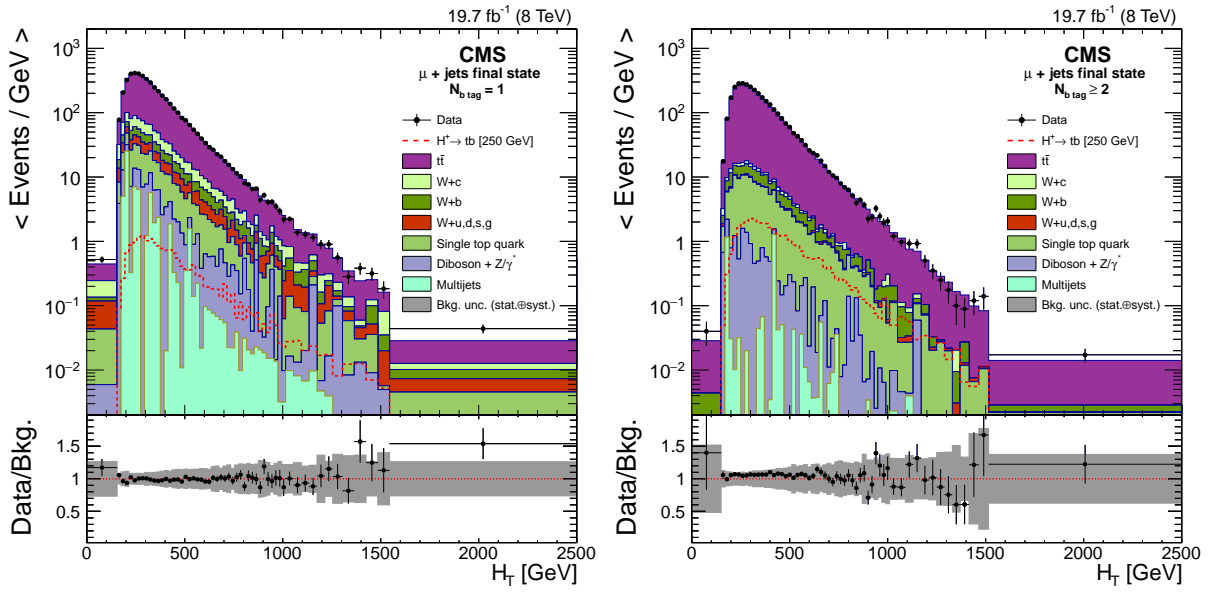 19.7 fb⁻¹ (8 TeV)
CMS
μ + jets final state
N_b tag = 1
Data
H⁺→ tb [250 GeV]
tt̄
W+c
W+b
W+u,d,s,g
Single top quark
Diboson + Z/γ*
Multijets
Bkg. unc. (stat.⊕syst.)
< Events / GeV >
10³
10²
10
1
10⁻¹
10⁻²
Data/Bkg.
1.5
1
0.5
0 500 1000 1500 2000 2500
H_T [GeV]
19.7 fb⁻¹ (8 TeV)
CMS
μ + jets final state
N_b tag ≥ 2
Data
H⁺→ tb [250 GeV]
tt̄
W+c
W+b
W+u,d,s,g
Single top quark
Diboson + Z/γ*
Multijets
Bkg. unc. (stat.⊕syst.)
< Events / GeV >
10³
10²
10
1
10⁻¹
10⁻²
Data/Bkg.
1.5
1
0.5
0 500 1000 1500 2000 2500
H_T [GeV]